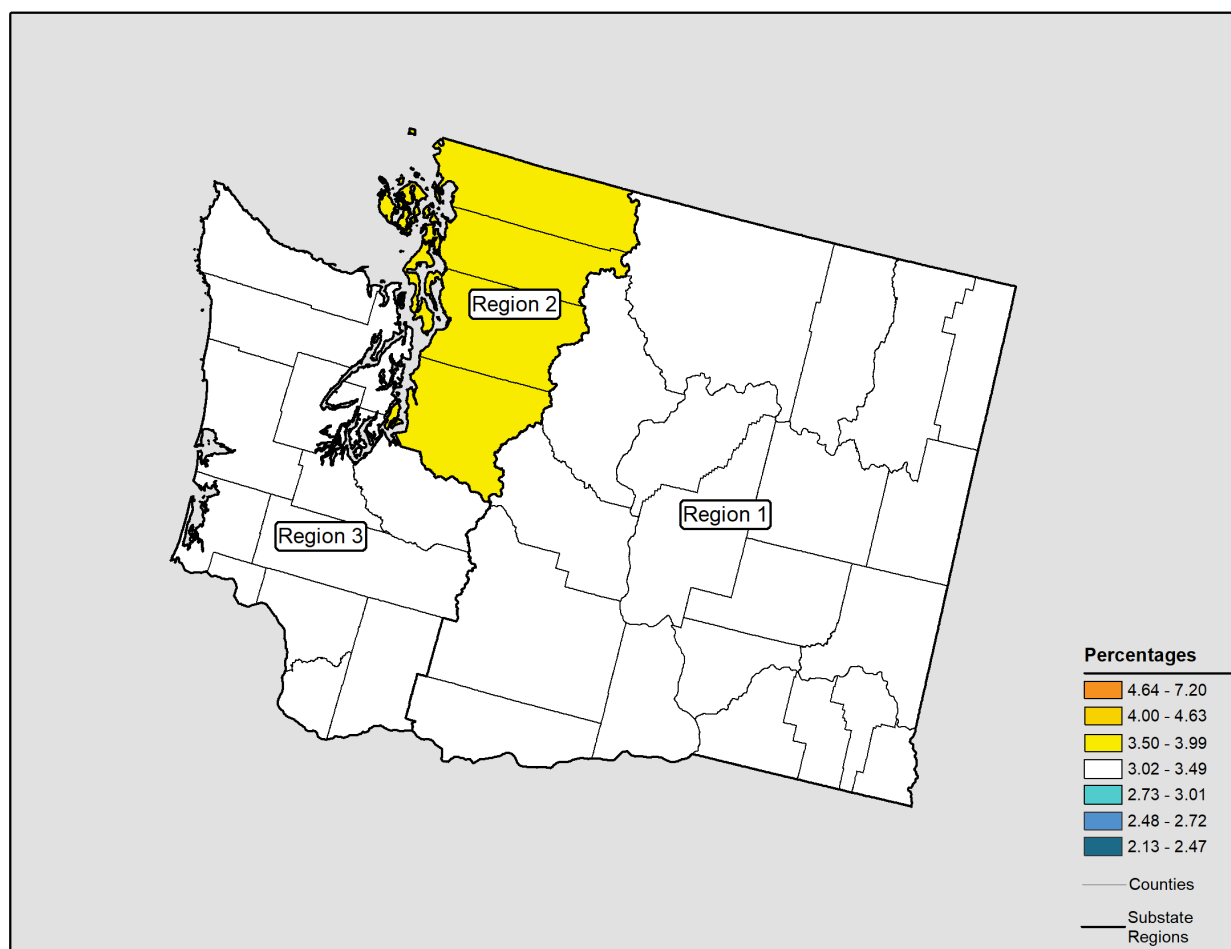 Region 2
Region 1
Region 3
Percentages
4.64 - 7.20
4.00 - 4.63
3.50 - 3.99
3.02 - 3.49
2.73 - 3.01
2.48 - 2.72
2.13 - 2.47
Counties
Substate
Regions